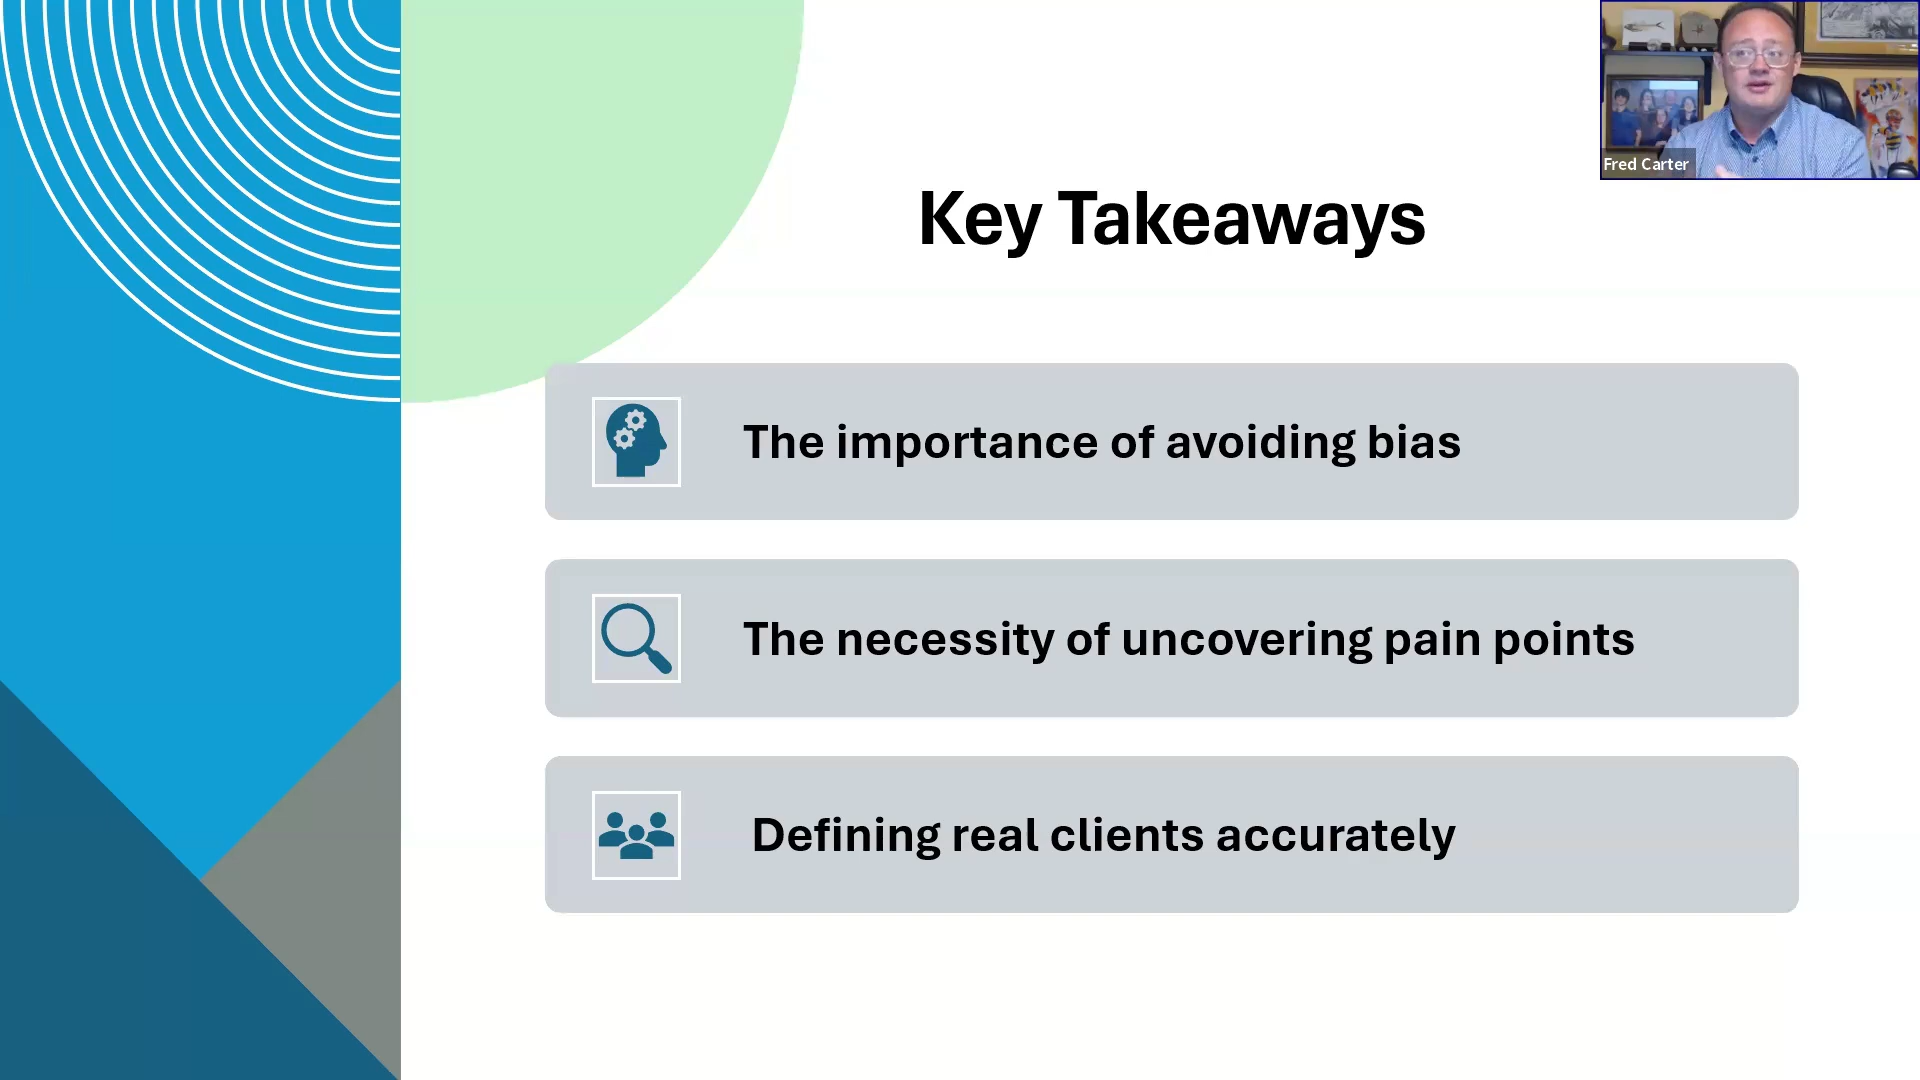 Fred Carter
Key Takeaways
The importance of avoiding bias
The necessity of uncovering pain points
Defining real clients accurately